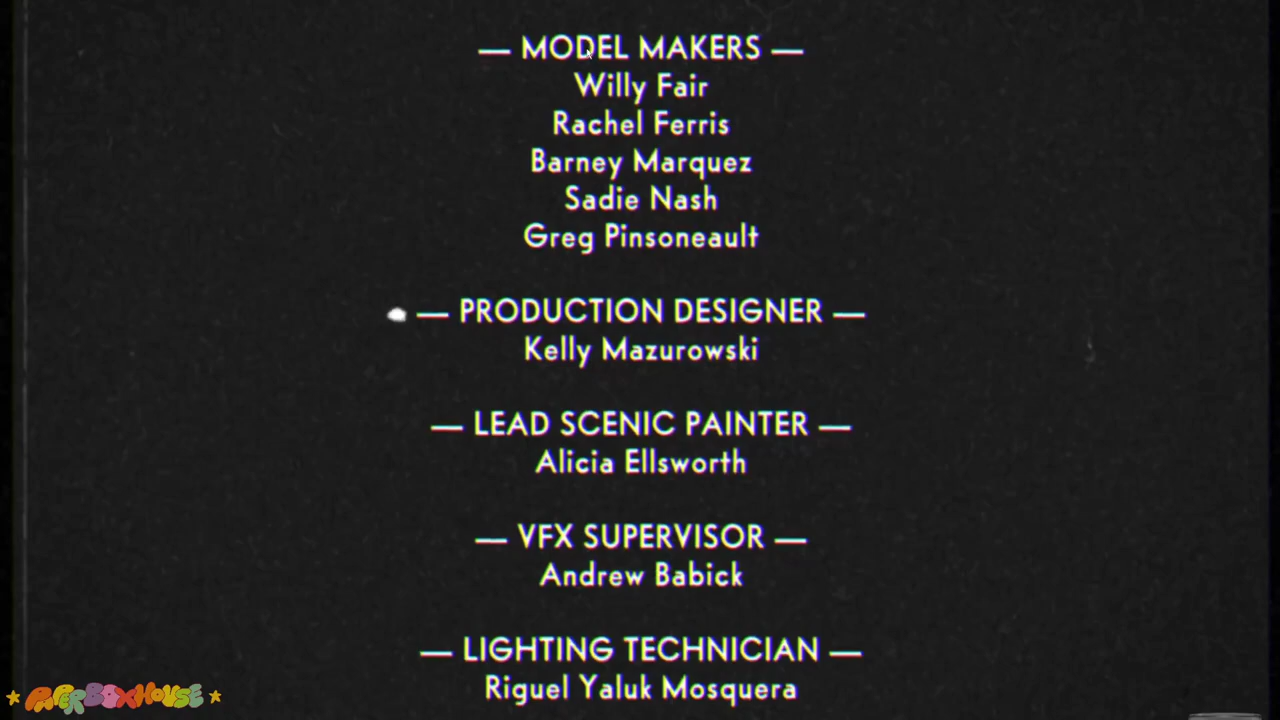 — MODEL MAKERS —
Willy Fair
Rachel Ferris
Barney Marquez
Sadie Nash
Greg Pinsoneault
— PRODUCTION DESIGNER —
Kelly Mazurowski
— LEAD SCENIC PAINTER —
Alicia Ellsworth
— VFX SUPERVISOR —
Andrew Babick
— LIGHTING TECHNICIAN —
Riguel Yaluk Mosquera
PAPERBOXHOUSE